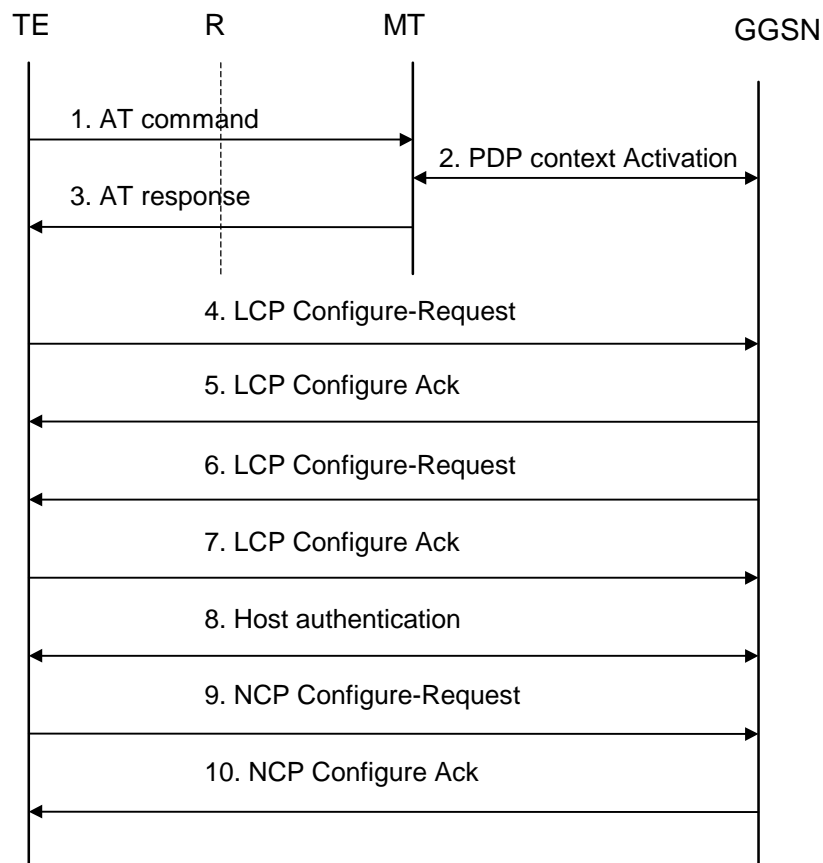 TE R MT GGSN
1. AT command
2. PDP context Activation
3. AT response
4. LCP Configure-Request
5. LCP Configure Ack
6. LCP Configure-Request
7. LCP Configure Ack
8. Host authentication
9. NCP Configure-Request
10. NCP Configure Ack